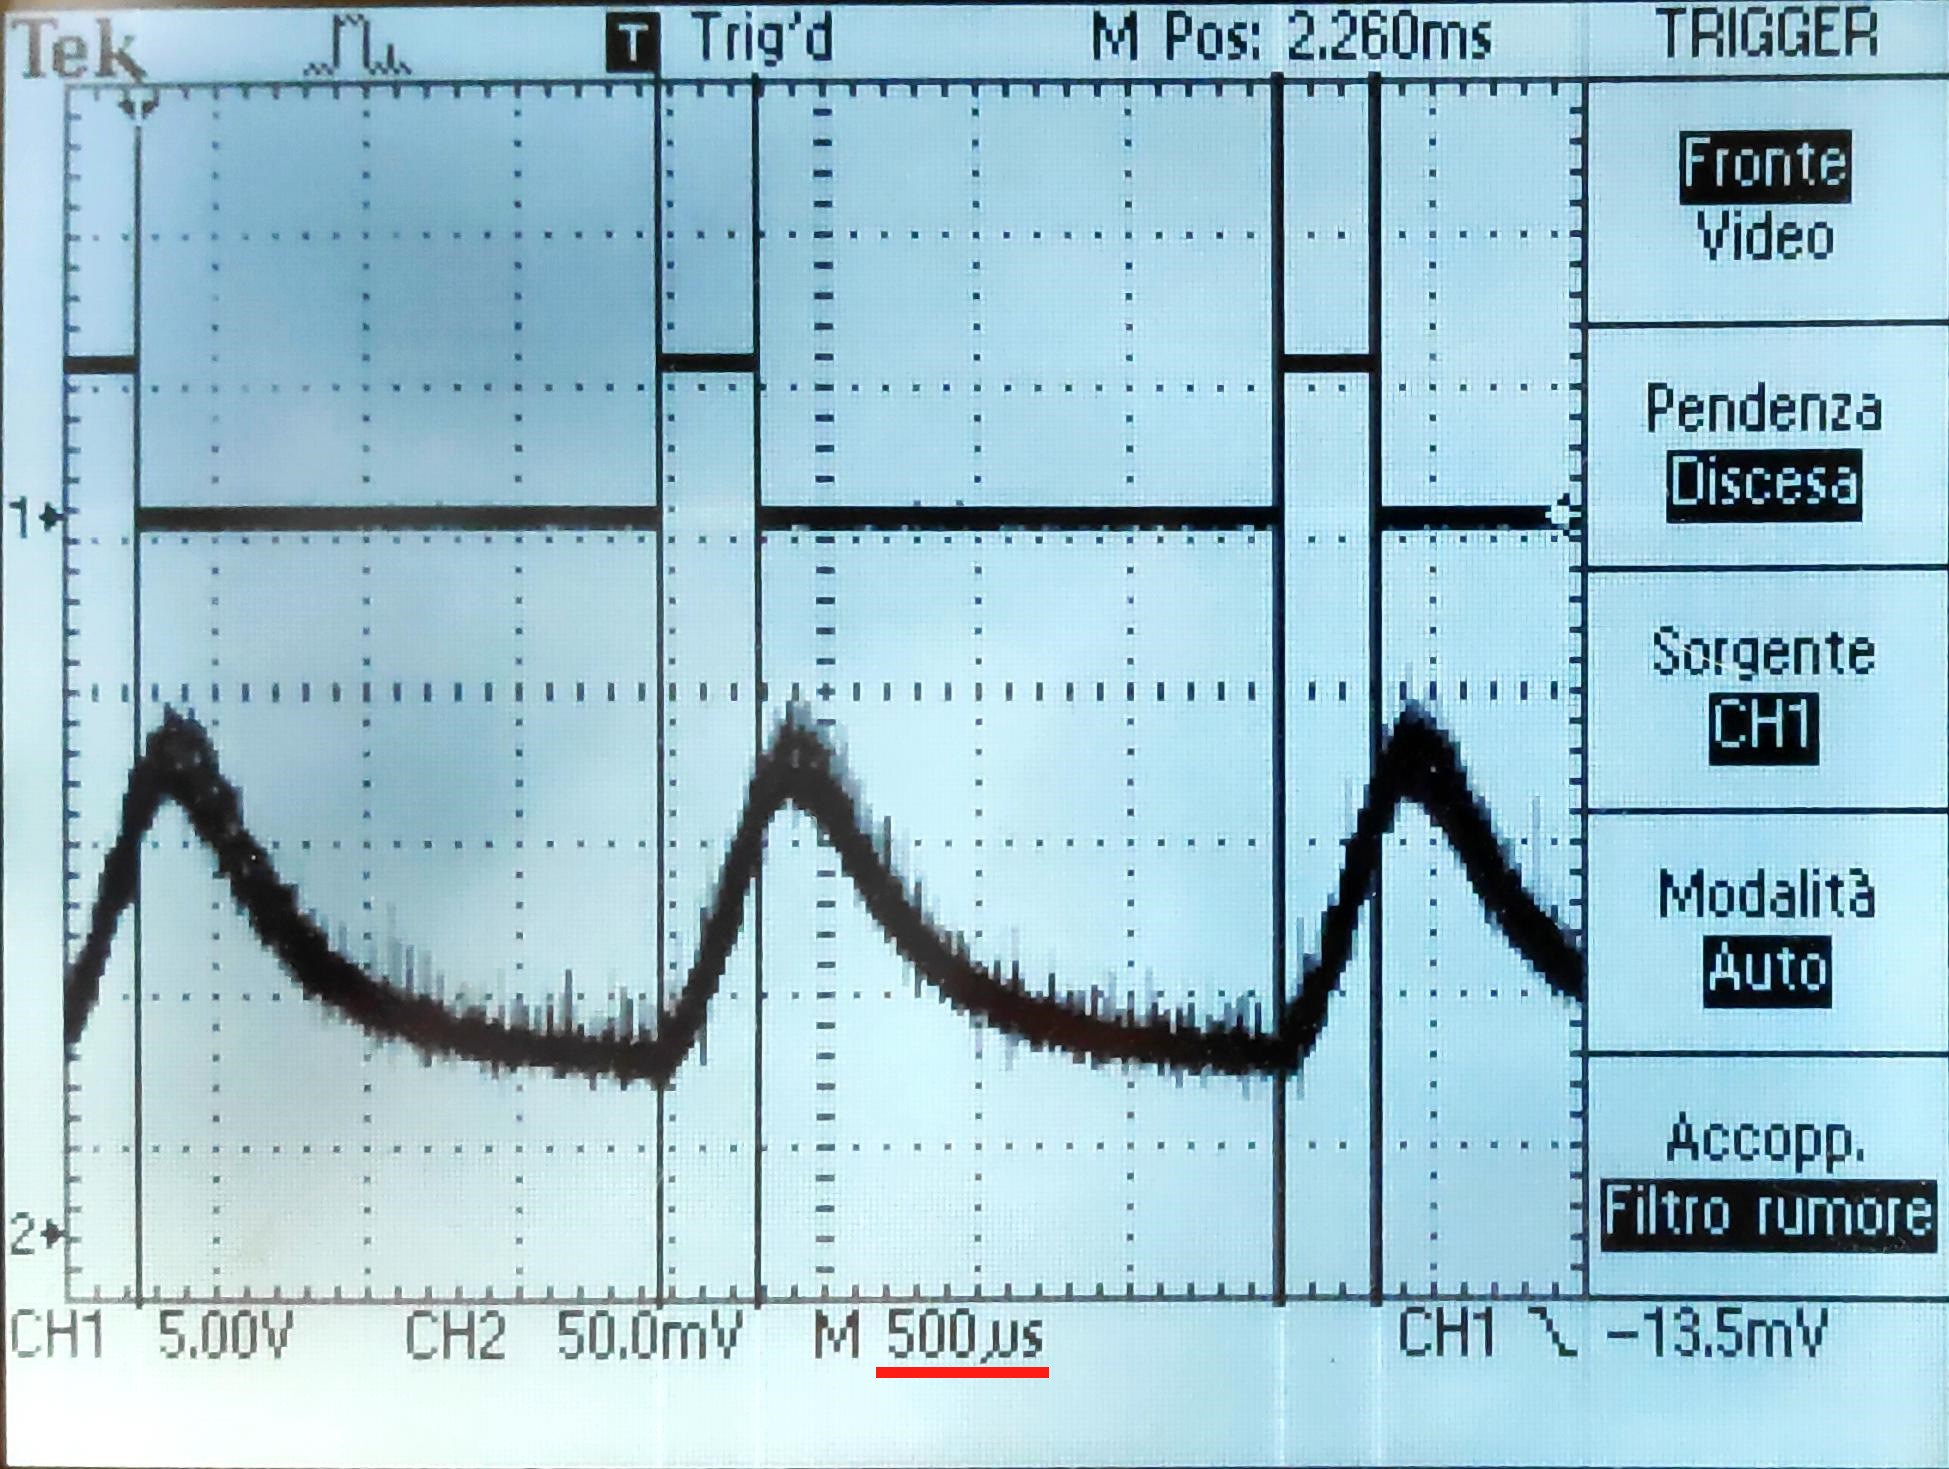 Tek T Trig'd M Pos: 2.260ms TRIGGER
Fronte
Video
Pendenza
Discesa
1
Sorgente
CH1
Modalità
Auto
Accopp.
Filtro rumore
2
CH1 5.00V CH2 50.0mV M 500µs CH1 -13.5mV